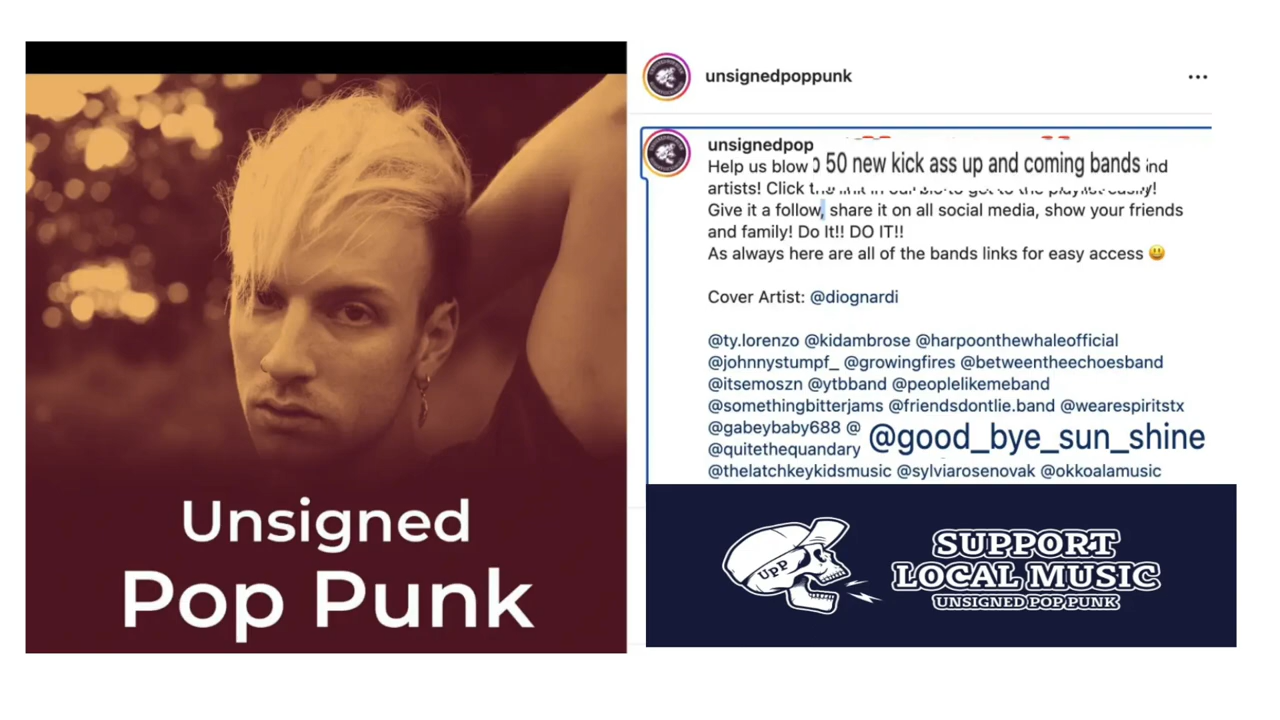 Unsigned
Pop Punk
unsignedpoppunk
unsignedpop
Help us blow 50 new kick ass up and coming bands
artists! Click
Give it a follow, share it on all social media, show your friends
and family! Do It!! DO IT!!
As always here are all of the bands links for easy access 😃
Cover Artist: @diognardi
@ty.lorenzo @kidambrose @harpoonthewhaleofficial
@johnnystumpf_ @growingfires @betweentheechoesband
@itsemoszn @ytbband @peoplelikemeband
@somethingbitterjams @friendsdontlie.band @wearespiritstx
@gabeybaby688 @
@good_bye_sun_shine
@quitethequandary
@thelatchkeykidsmusic @sylviarosenovak @okkoalamusic
UPP
SUPPORT
LOCAL MUSIC
UNSIGNED POP PUNK